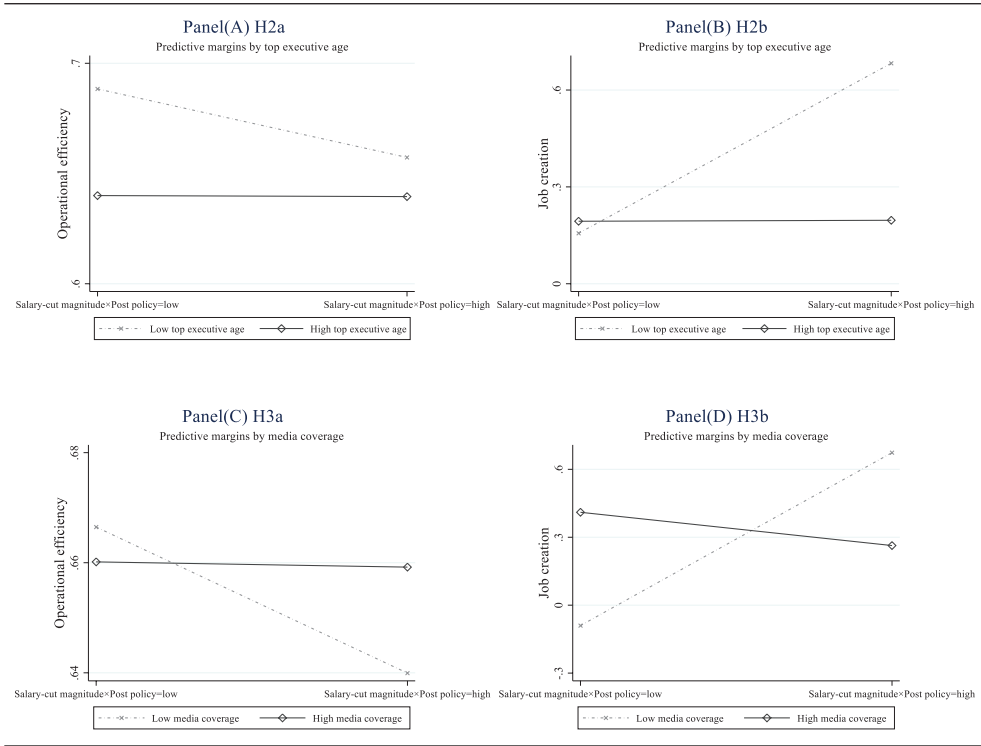 Panel(A) H2a
Predictive margins by top executive age
.7
.6
Operational efficiency
Salary-cut magnitude×Post policy=low
Salary-cut magnitude×Post policy=high
Low top executive age
High top executive age
Panel(B) H2b
Predictive margins by top executive age
.6
.3
0
Job creation
Salary-cut magnitude×Post policy=low
Salary-cut magnitude×Post policy=high
Low top executive age
High top executive age
Panel(C) H3a
Predictive margins by media coverage
.68
.66
.64
Operational efficiency
Salary-cut magnitude×Post policy=low
Salary-cut magnitude×Post policy=high
Low media coverage
High media coverage
Panel(D) H3b
Predictive margins by media coverage
.6
.3
0
-.3
Job creation
Salary-cut magnitude×Post policy=low
Salary-cut magnitude×Post policy=high
Low media coverage
High media coverage